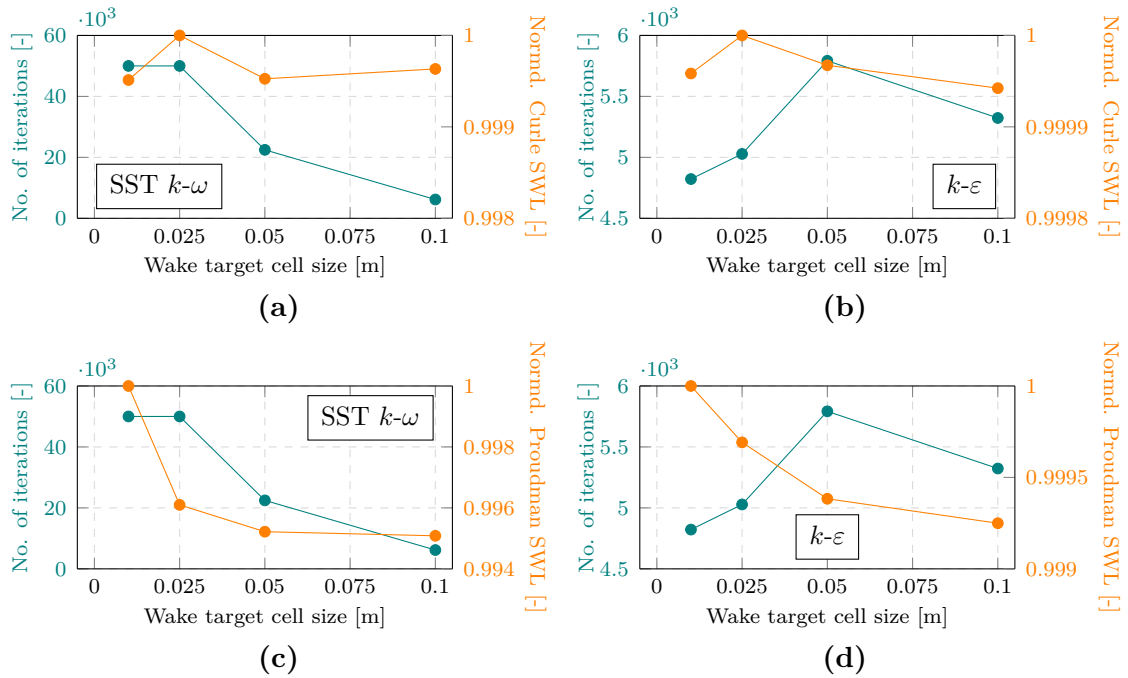 ·10³
·10³
60
40
20
0
No. of iterations [-]
SST k-ω
1
0.999
0.998
Normd. Curle SWL [-]
0 0.025 0.05 0.075 0.1
Wake target cell size [m]
(a)
6
5.5
5
4.5
No. of iterations [-]
k-ε
1
0.9999
0.9998
Normd. Curle SWL [-]
0 0.025 0.05 0.075 0.1
Wake target cell size [m]
(b)
·10³
·10³
60
40
20
0
No. of iterations [-]
SST k-ω
1
0.998
0.996
0.994
Normd. Proudman SWL [-]
0 0.025 0.05 0.075 0.1
Wake target cell size [m]
(c)
6
5.5
5
4.5
No. of iterations [-]
k-ε
1
0.9995
0.999
Normd. Proudman SWL [-]
0 0.025 0.05 0.075 0.1
Wake target cell size [m]
(d)